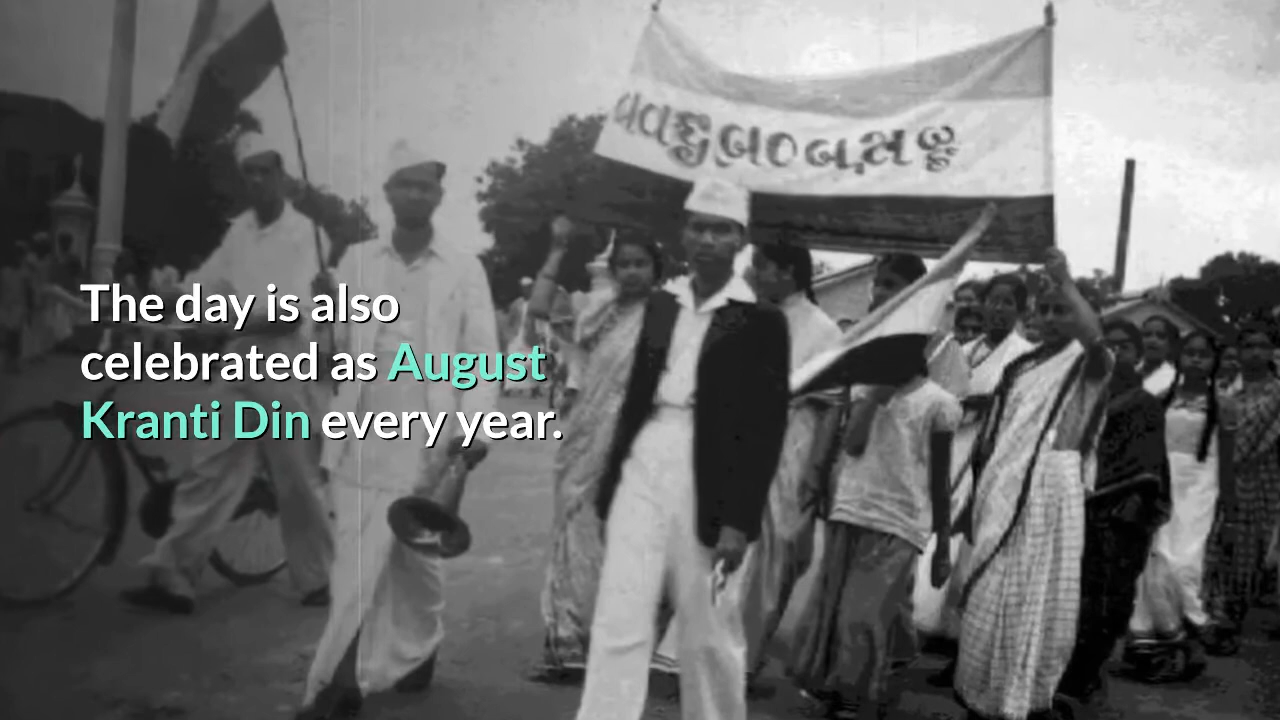 The day is also
celebrated as August
Kranti Din every year.